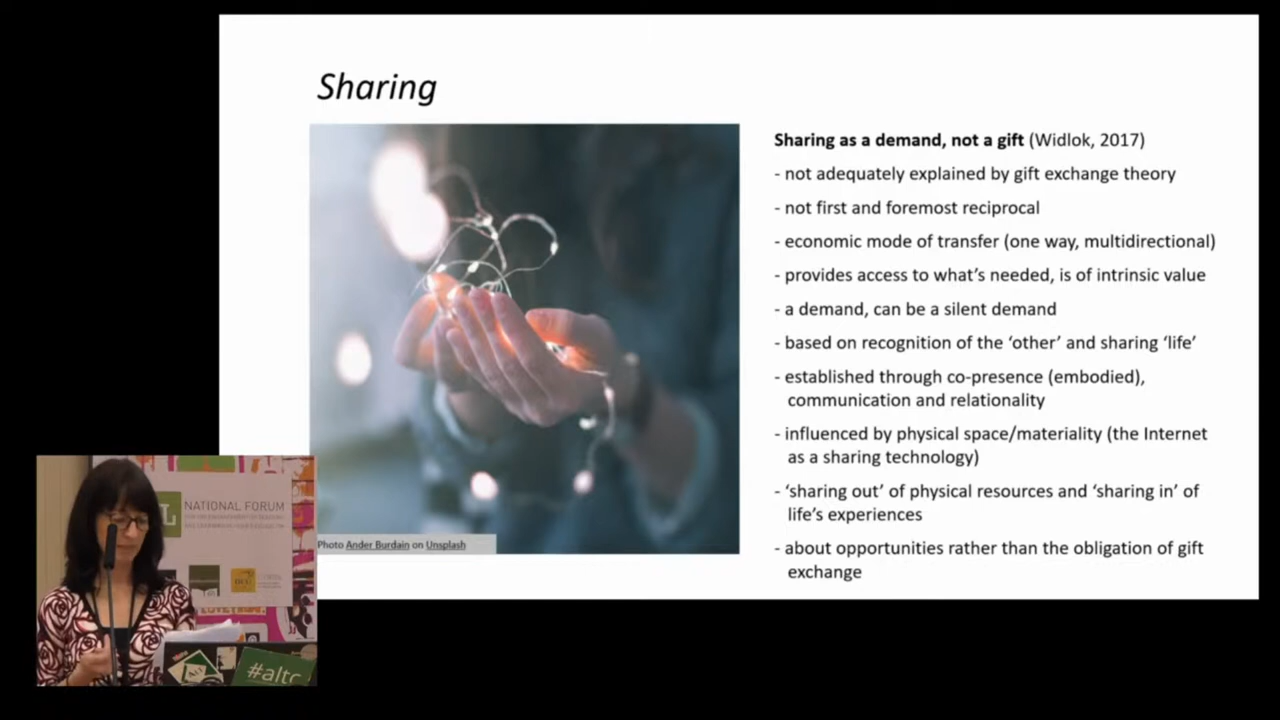 Sharing
Sharing as a demand, not a gift (Widlok, 2017)
- not adequately explained by gift exchange theory
- not first and foremost reciprocal
- economic mode of transfer (one way, multidirectional)
- provides access to what's needed, is of intrinsic value
- a demand, can be a silent demand
- based on recognition of the 'other' and sharing 'life'
- established through co-presence (embodied),
communication and relationality
- influenced by physical space/materiality (the Internet
as a sharing technology)
- 'sharing out' of physical resources and 'sharing in' of
life's experiences
- about opportunities rather than the obligation of gift
exchange
Photo Ander Burdain on Unsplash
L
NATIONAL FORUM
#altc